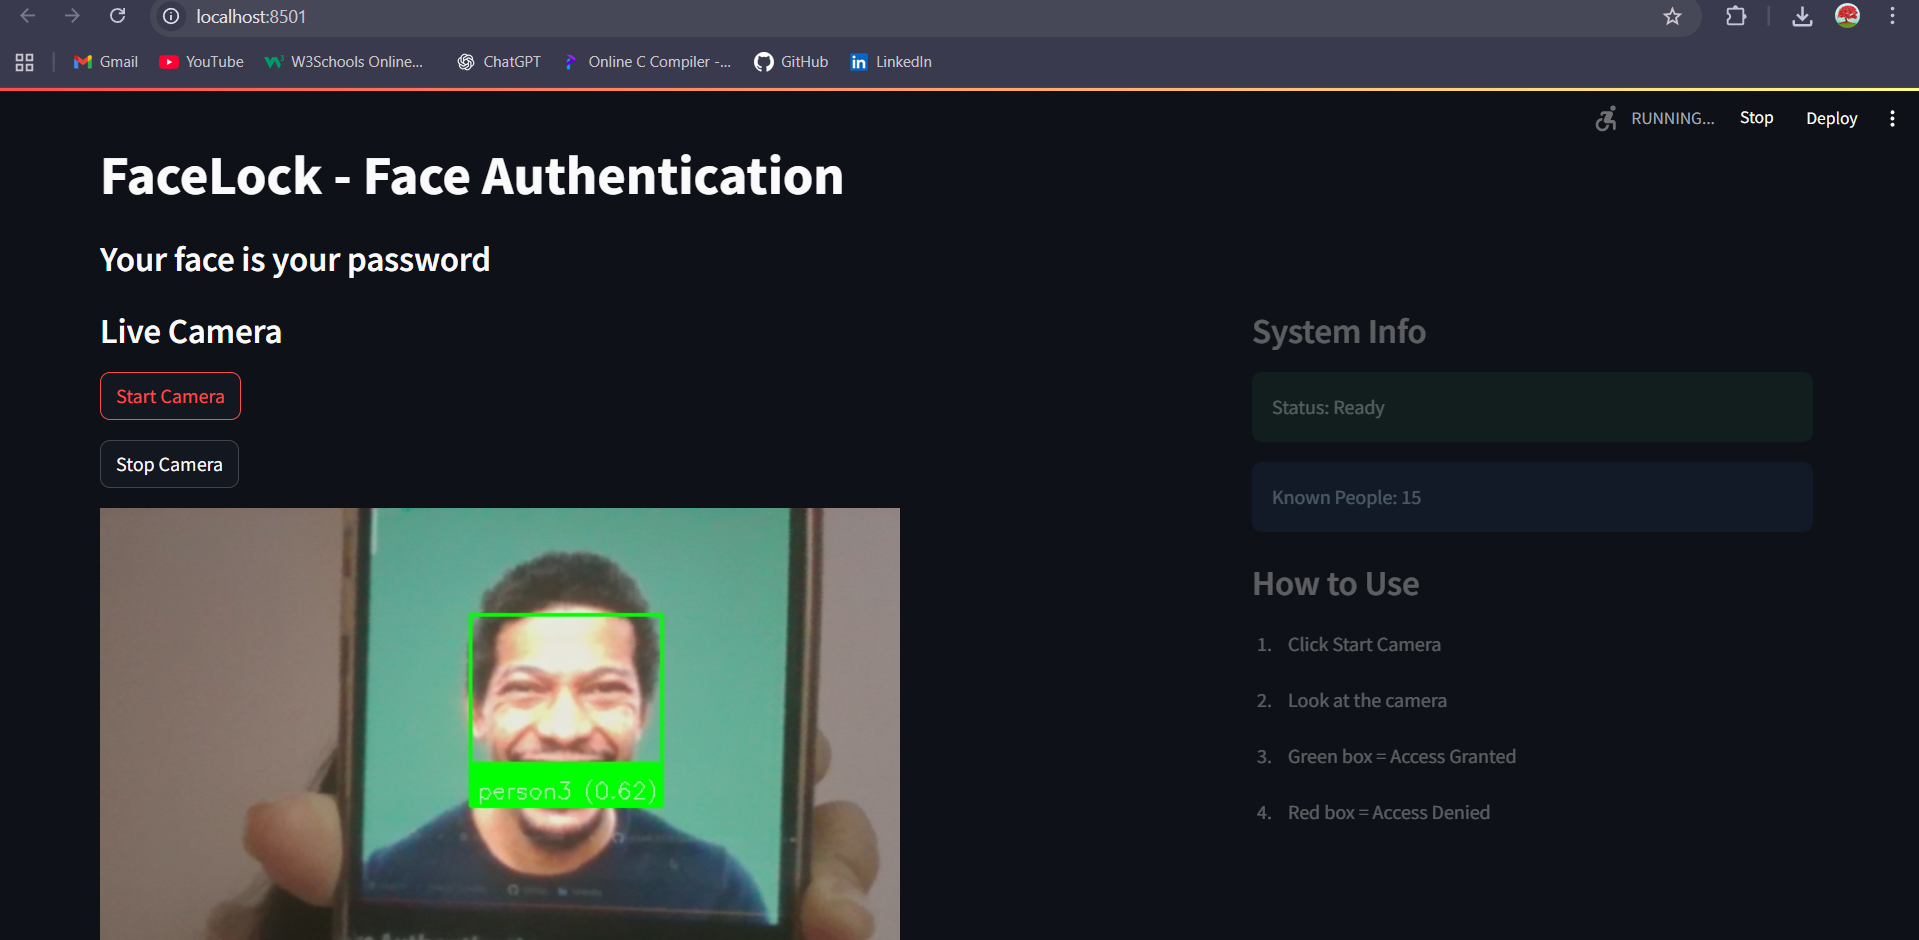 localhost:8501
Gmail YouTube W3Schools Online... ChatGPT Online C Compiler -... GitHub LinkedIn
RUNNING... Stop Deploy
FaceLock - Face Authentication
Your face is your password
Live Camera
Start Camera
Stop Camera
person3 (0.62)
System Info
Status: Ready
Known People: 15
How to Use
1. Click Start Camera
2. Look at the camera
3. Green box = Access Granted
4. Red box = Access Denied